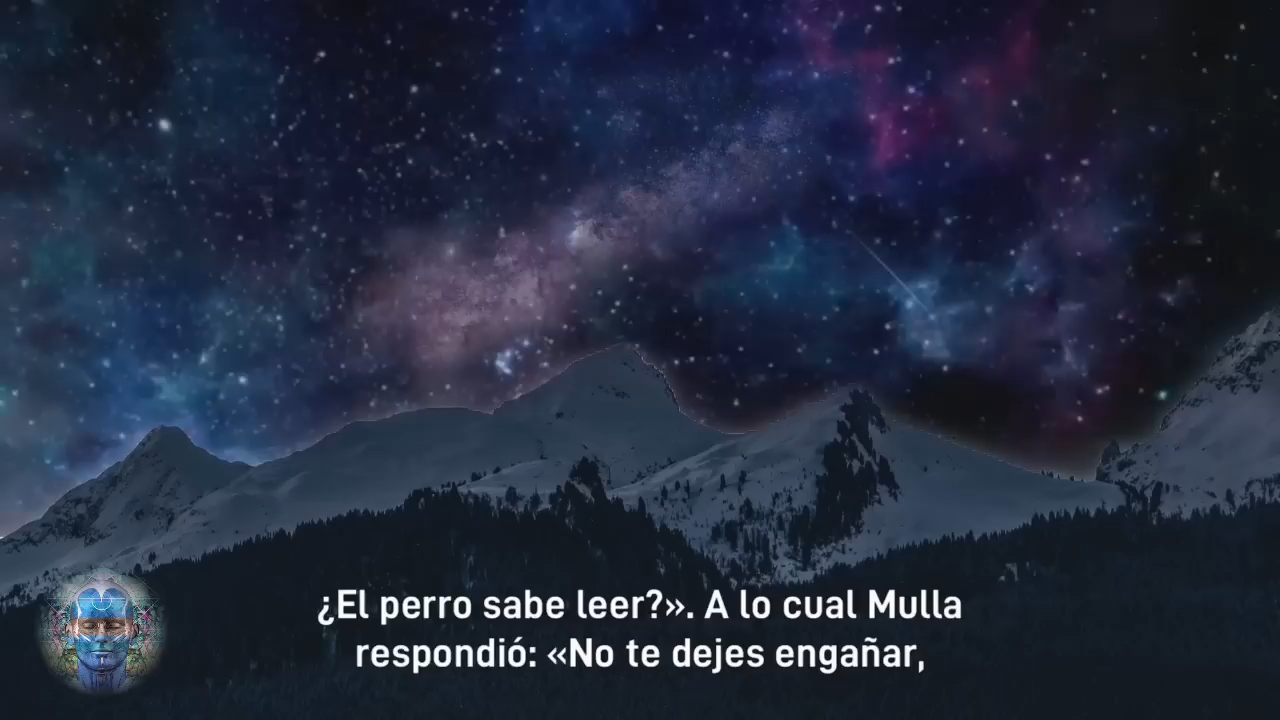 ¿El perro sabe leer?». A lo cual Mulla
respondió: «No te dejes engañar,